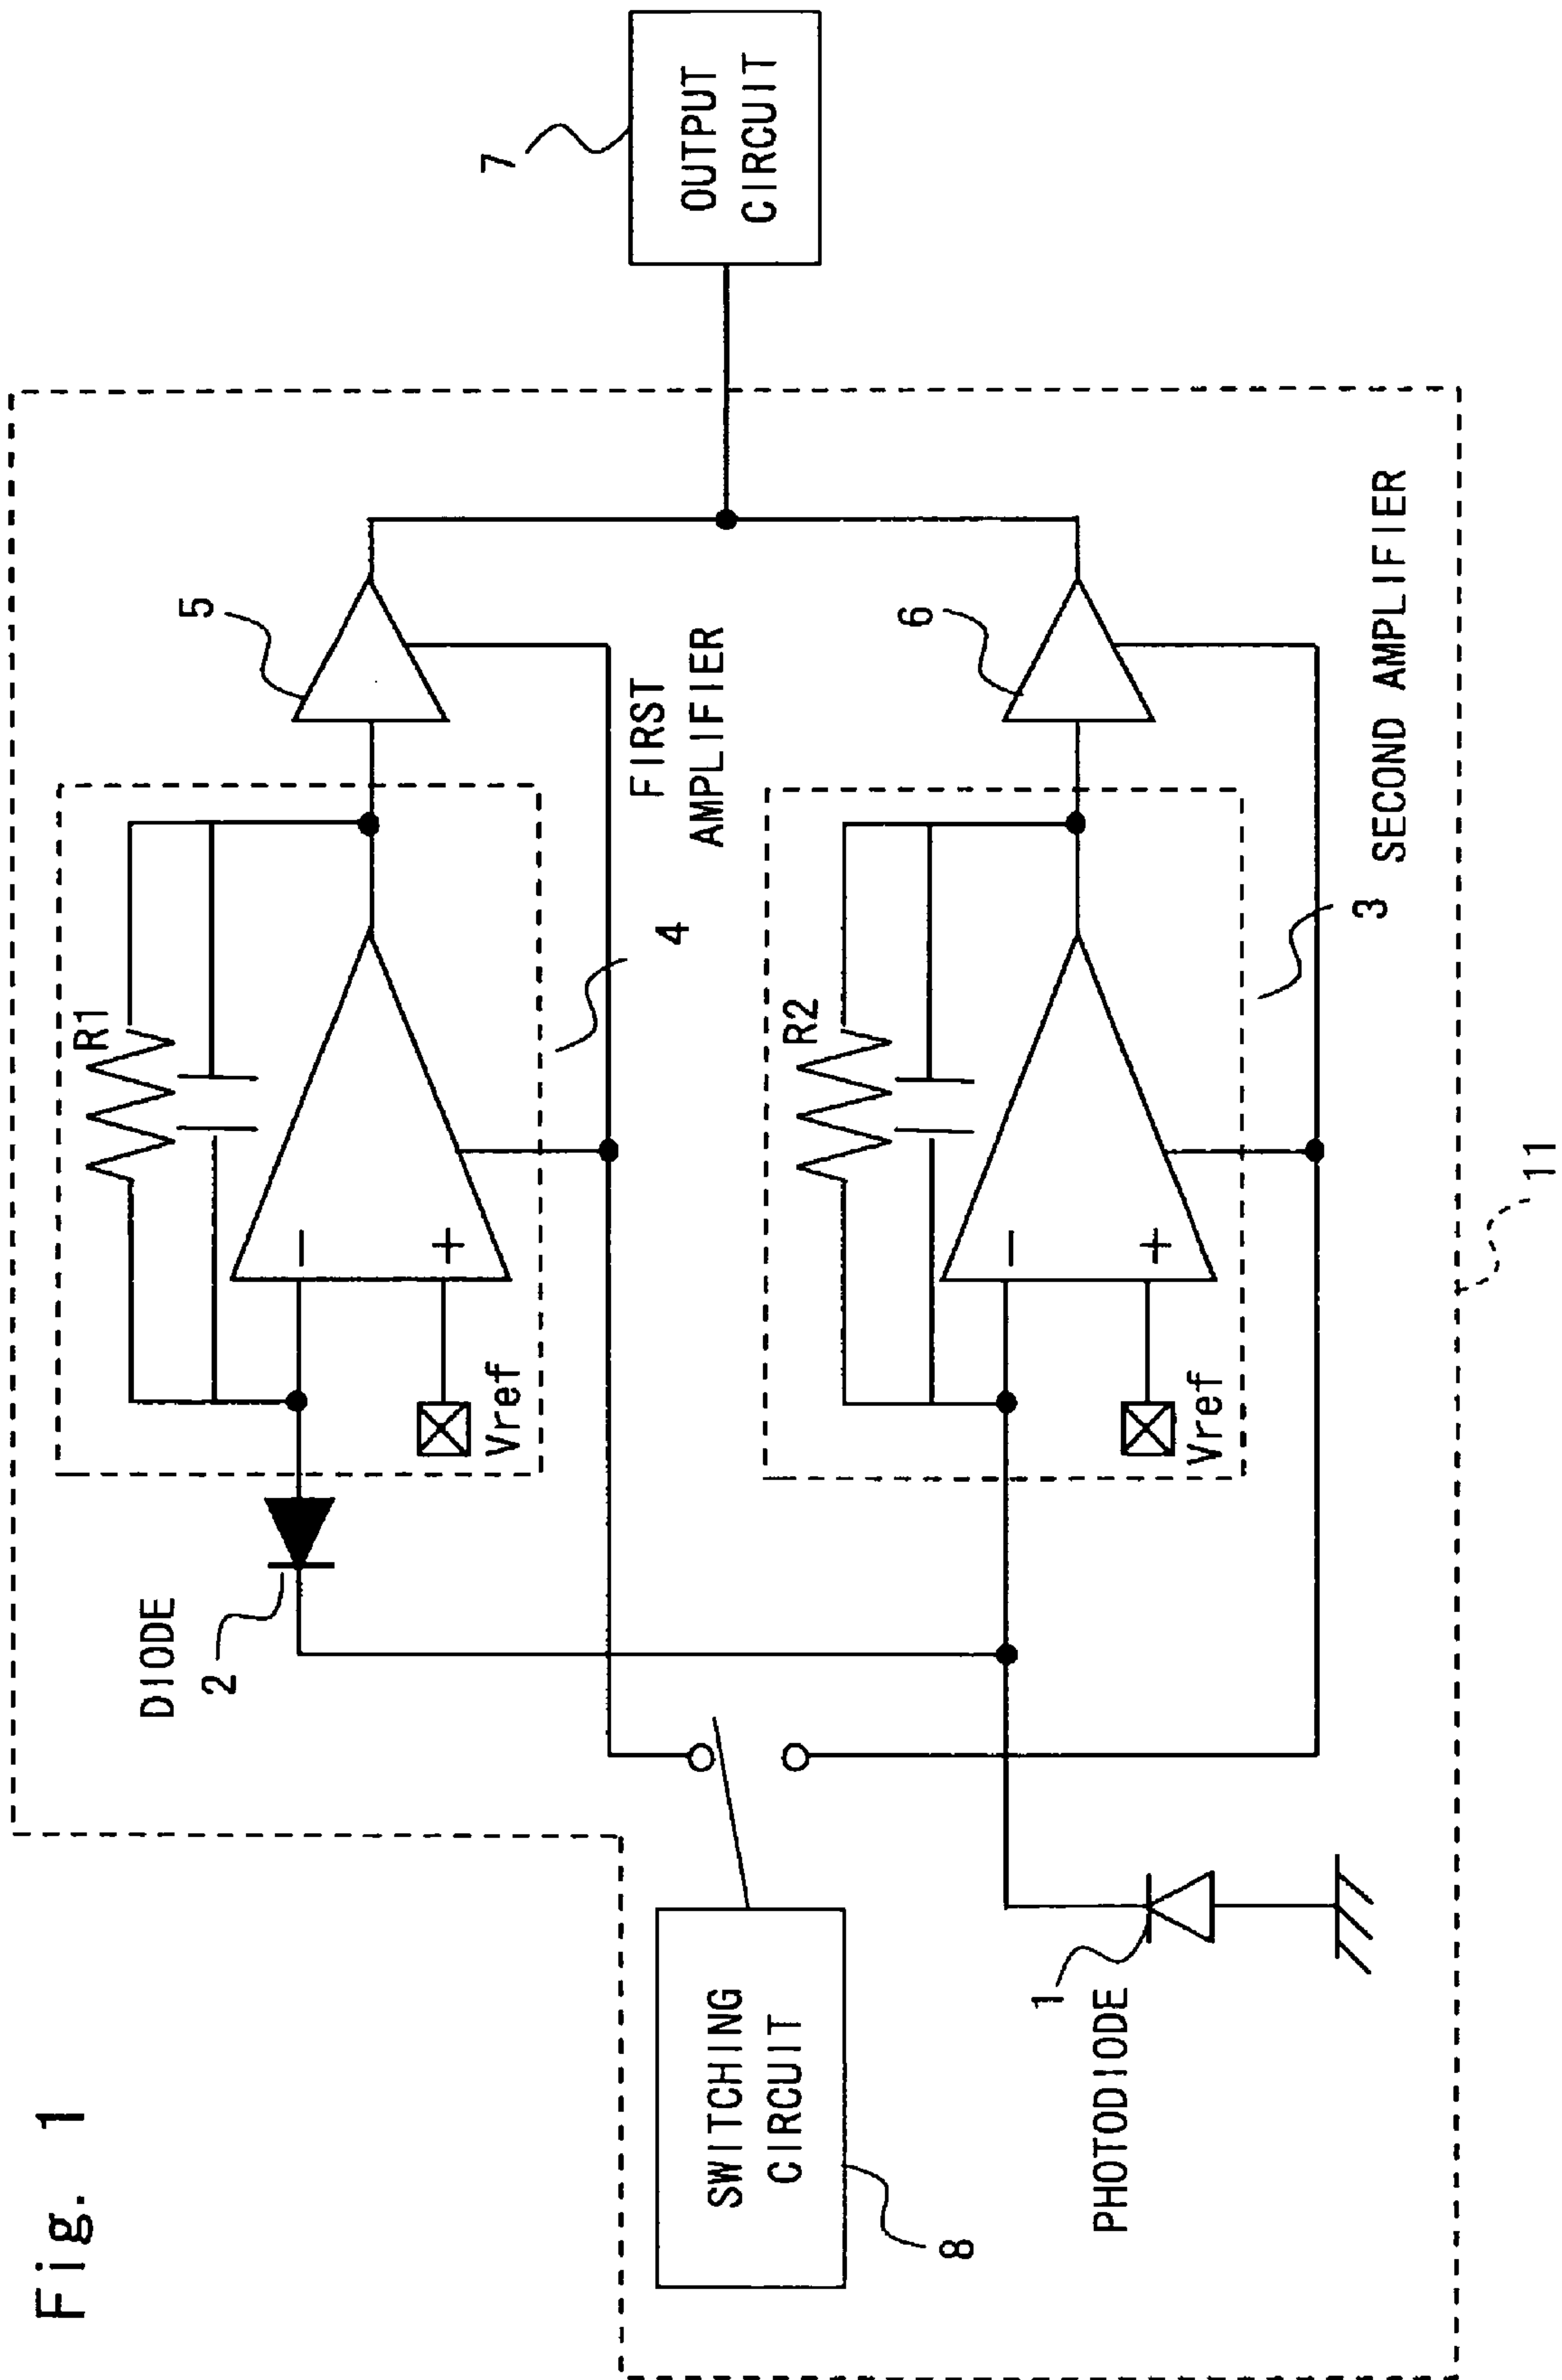 Fig. 1
DIODE
2
R1
Vref
4
FIRST
AMPLIFIER
5
7
OUTPUT
CIRCUIT
SWITCHING
CIRCUIT
8
R2
Vref
3
6
SECOND AMPLIFIER
1
PHOTODIODE
11